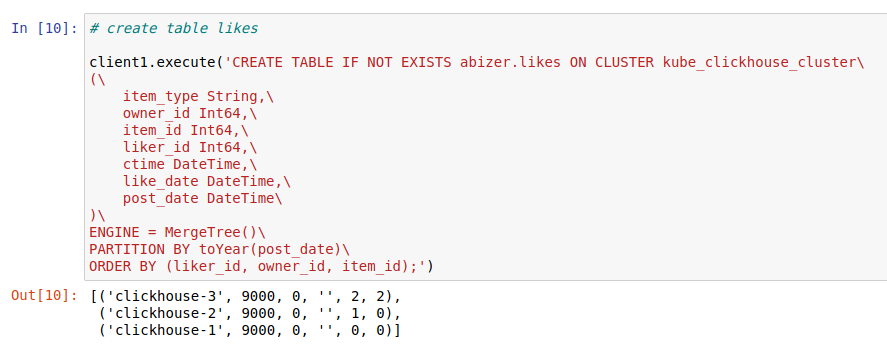 In [10]: # create table likes
client1.execute('CREATE TABLE IF NOT EXISTS abizer.likes ON CLUSTER kube_clickhouse_cluster\
(\
item_type String,\
owner_id Int64,\
item_id Int64,\
liker_id Int64,\
ctime DateTime,\
like_date DateTime,\
post_date DateTime\
)\
ENGINE = MergeTree()\
PARTITION BY toYear(post_date)\
ORDER BY (liker_id, owner_id, item_id);')
Out[10]: [('clickhouse-3', 9000, 0, '', 2, 2),
('clickhouse-2', 9000, 0, '', 1, 0),
('clickhouse-1', 9000, 0, '', 0, 0)]